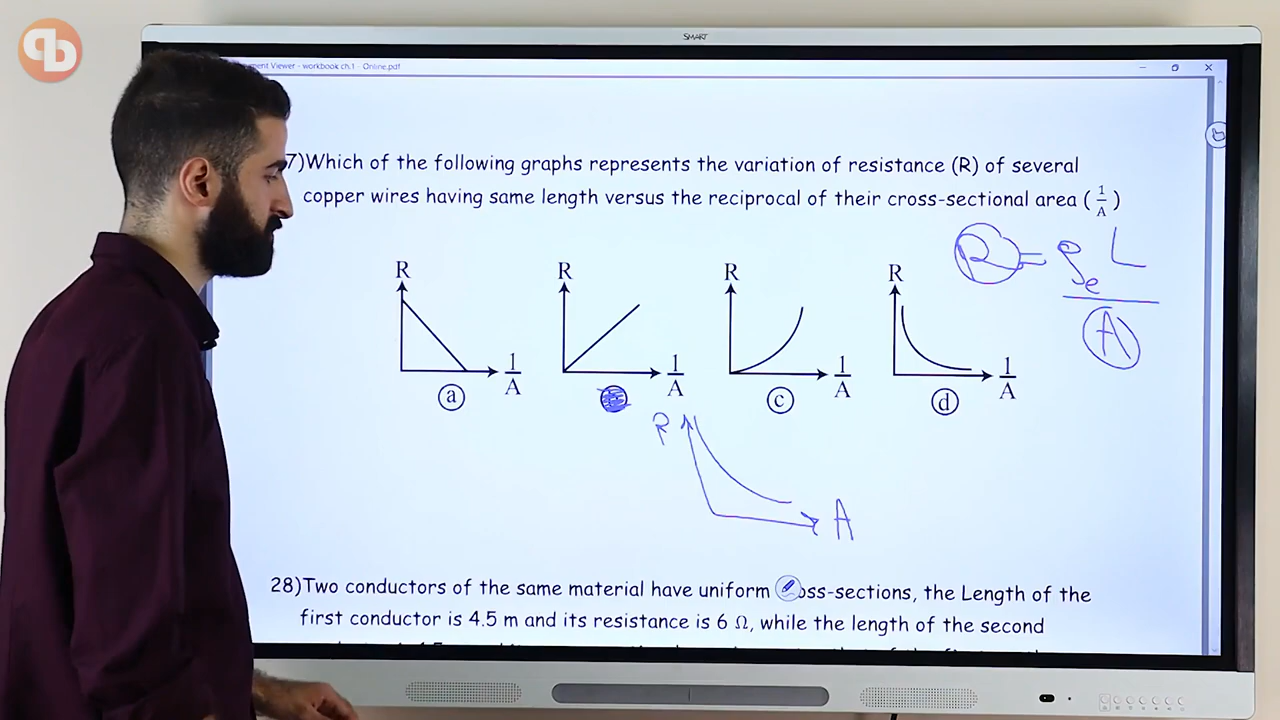 SMART
ment Viewer - workbook ch.1 - Online.pdf
7)Which of the following graphs represents the variation of resistance (R) of several
copper wires having same length versus the reciprocal of their cross-sectional area (1/A)
R = ρe L / A
R R R R
1/A 1/A 1/A 1/A
a c d
R
A
28)Two conductors of the same material have uniform oss-sections, the Length of the
first conductor is 4.5 m and its resistance is 6 Ω, while the length of the second